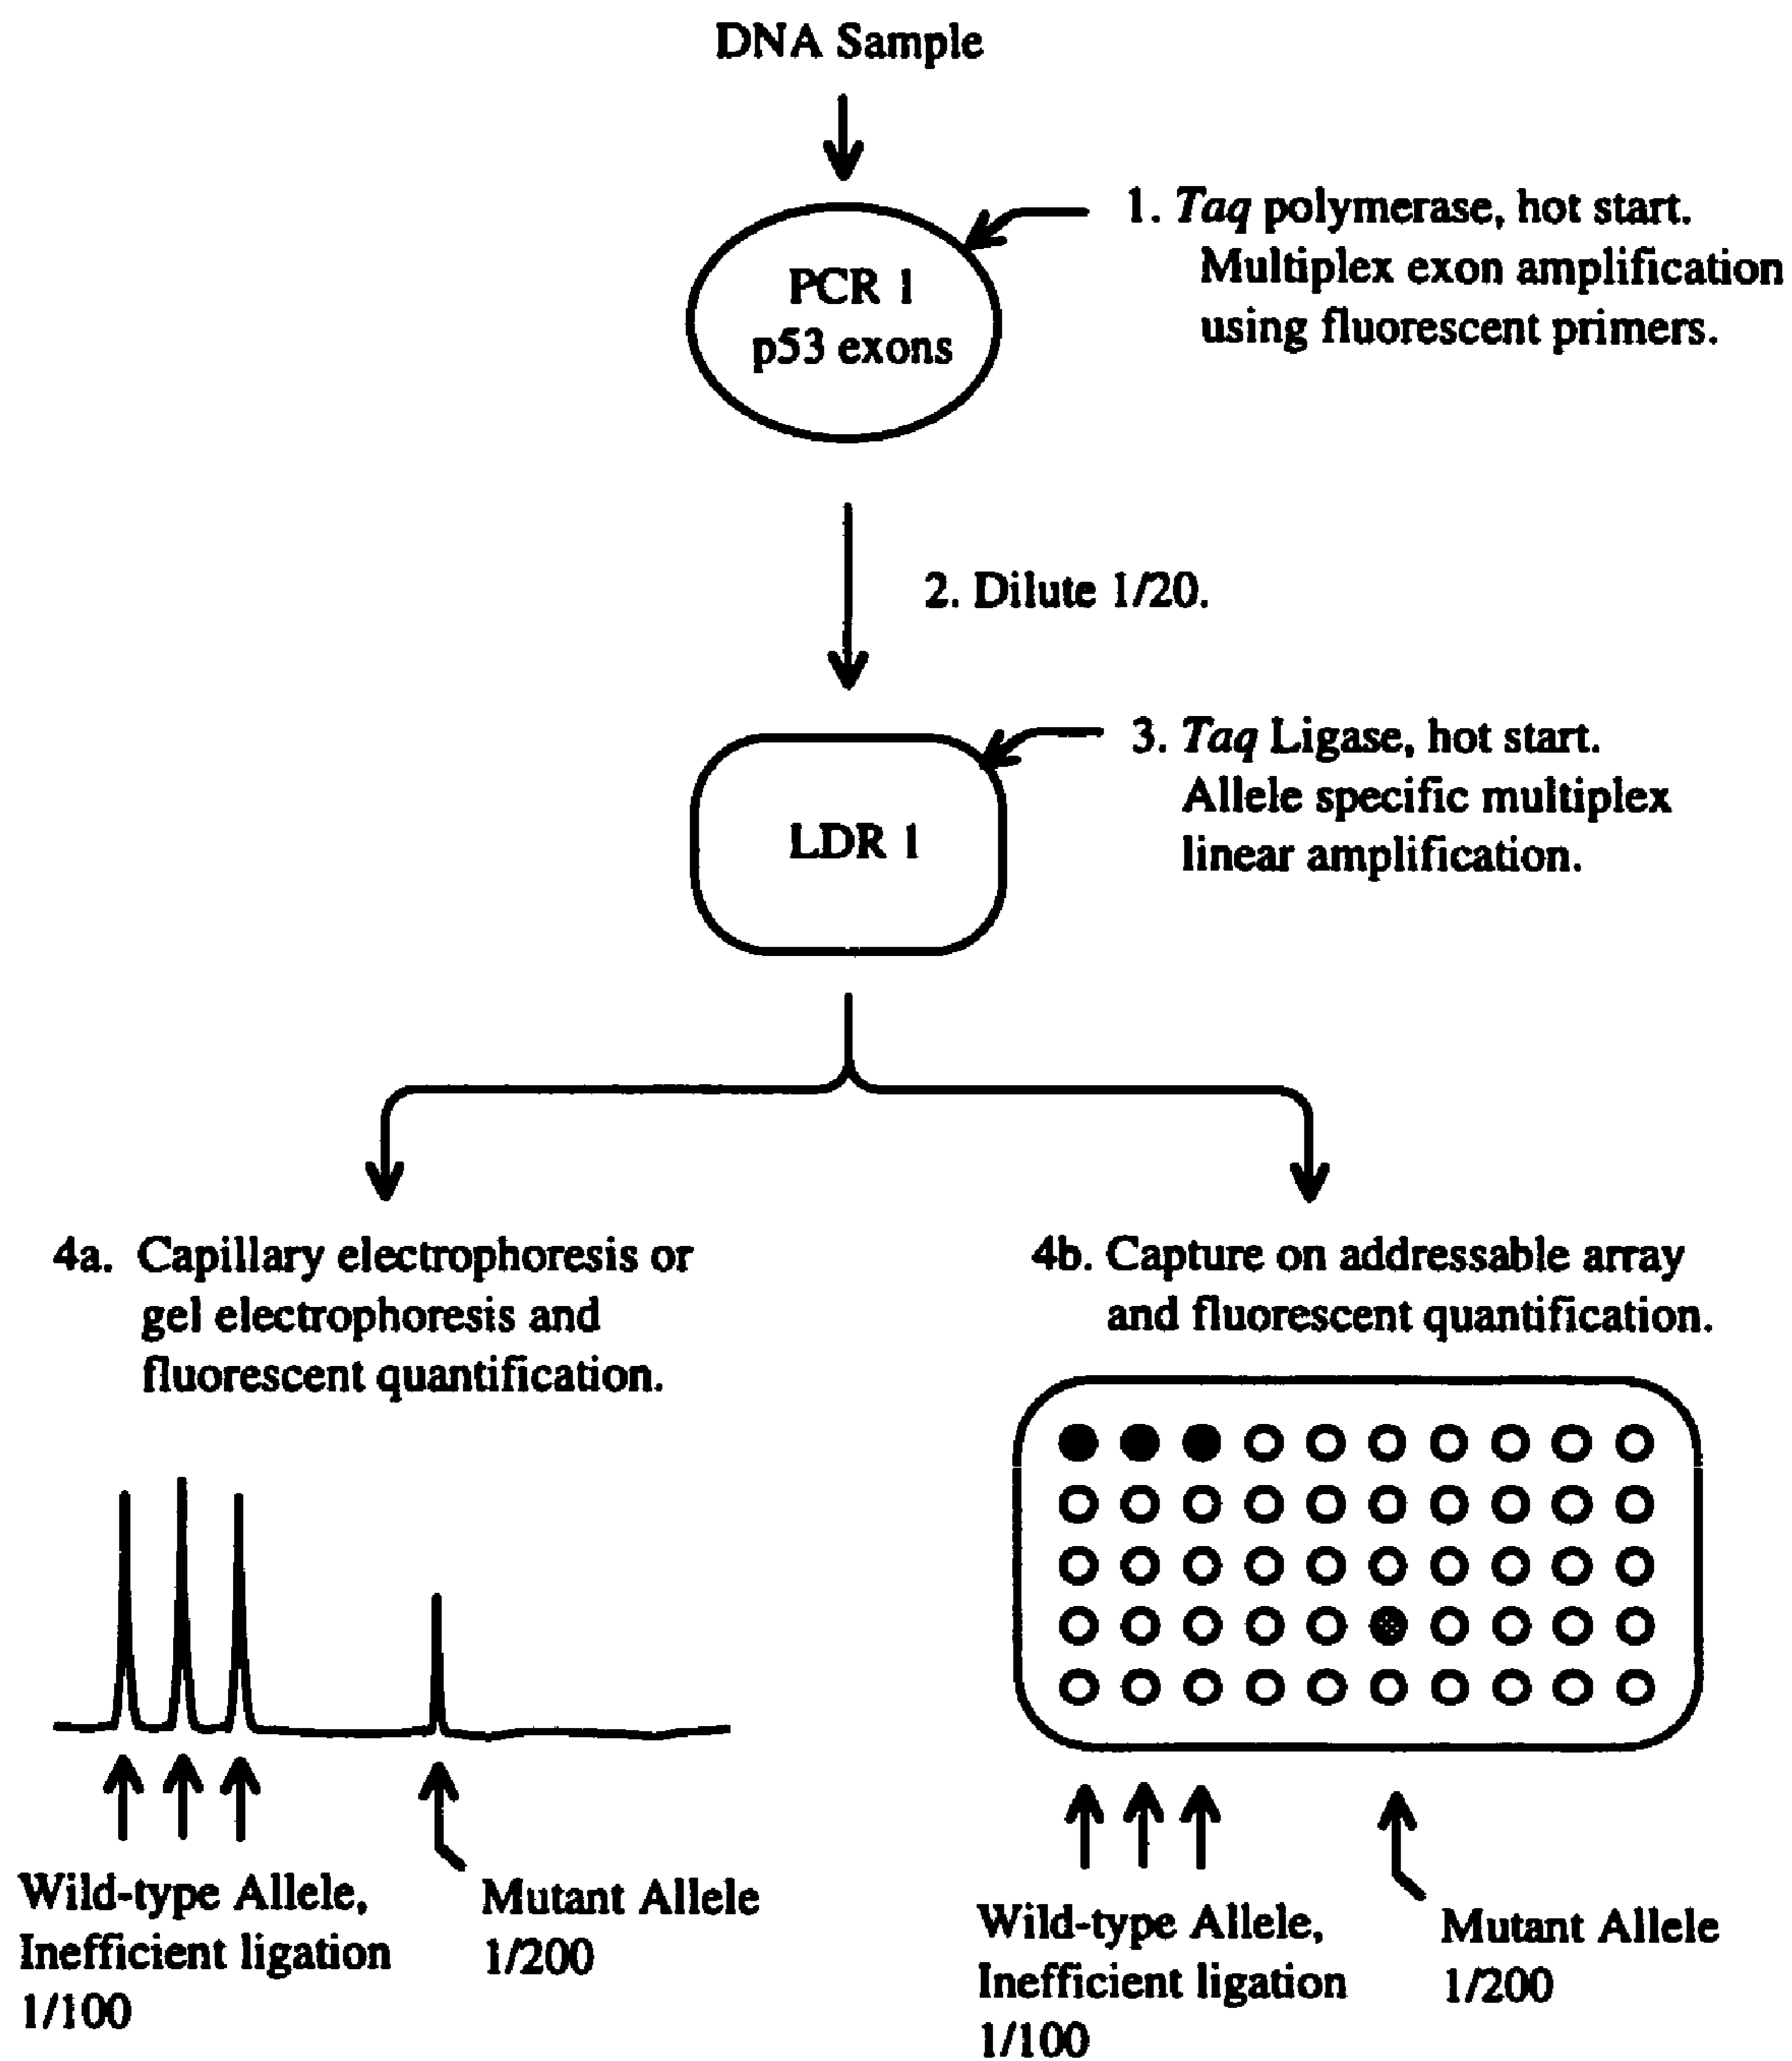 DNA Sample
1. Taq polymerase, hot start.
Multiplex exon amplification
using fluorescent primers.
PCR 1
p53 exons
2. Dilute 1/20.
3. Taq Ligase, hot start.
Allele specific multiplex
linear amplification.
LDR 1
4a. Capillary electrophoresis or
gel electrophoresis and
fluorescent quantification.
4b. Capture on addressable array
and fluorescent quantification.
Wild-type Allele,
Inefficient ligation
1/100
Mutant Allele
1/200
Wild-type Allele,
Inefficient ligation
1/100
Mutant Allele
1/200